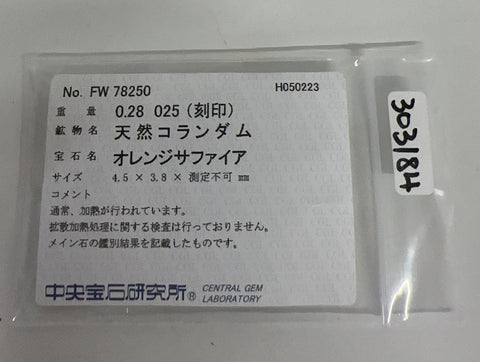 No. FW 78250 H050223
重 量 0.28 025 (刻印)
鉱 物 名 天然コランダム
宝 石 名 オレンジサファイア
サ イ ズ 4.5 × 3.8 × 測定不可 mm
コメント
通常、加熱が行われています。
拡散加熱処理に関する検査は行っておりません。
メイン石の鑑別結果を記載したものです。
中央宝石研究所® CENTRAL GEM
LABORATORY
303184